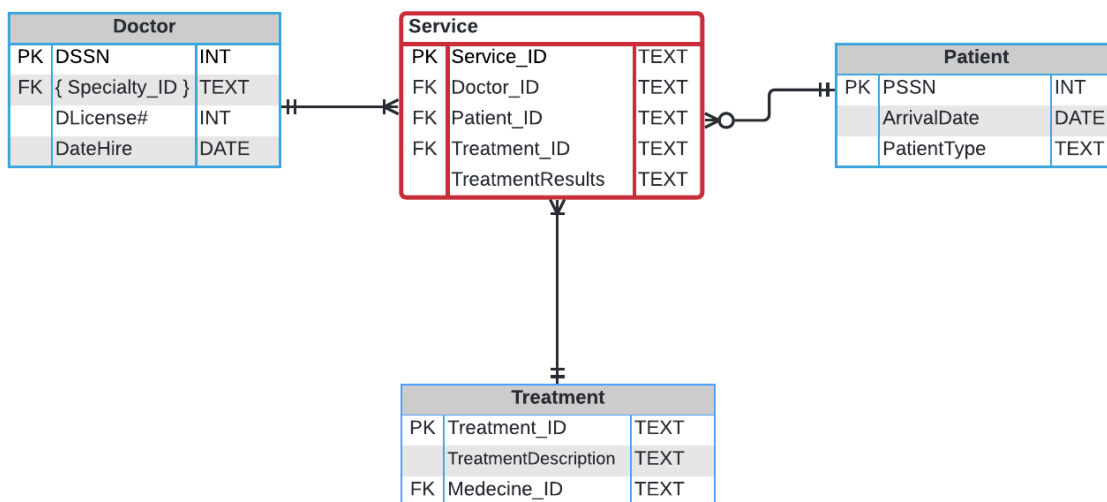 Doctor
PK DSSN INT
FK { Specialty_ID } TEXT
DLicense# INT
DateHire DATE
Service
PK Service_ID TEXT
FK Doctor_ID TEXT
FK Patient_ID TEXT
FK Treatment_ID TEXT
TreatmentResults TEXT
Patient
PK PSSN INT
ArrivalDate DATE
PatientType TEXT
Treatment
PK Treatment_ID TEXT
TreatmentDescription TEXT
FK Medecine_ID TEXT